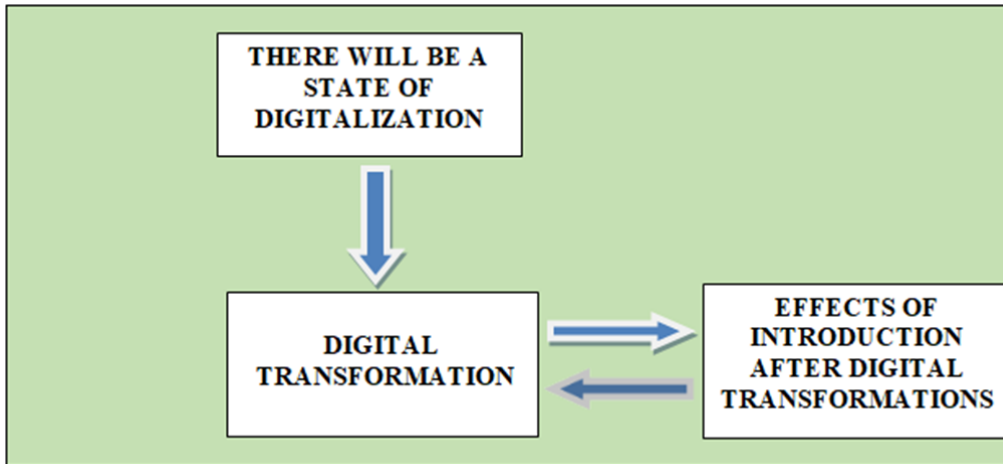 THERE WILL BE A
STATE OF
DIGITALIZATION
DIGITAL
TRANSFORMATION
EFFECTS OF
INTRODUCTION
AFTER DIGITAL
TRANSFORMATIONS